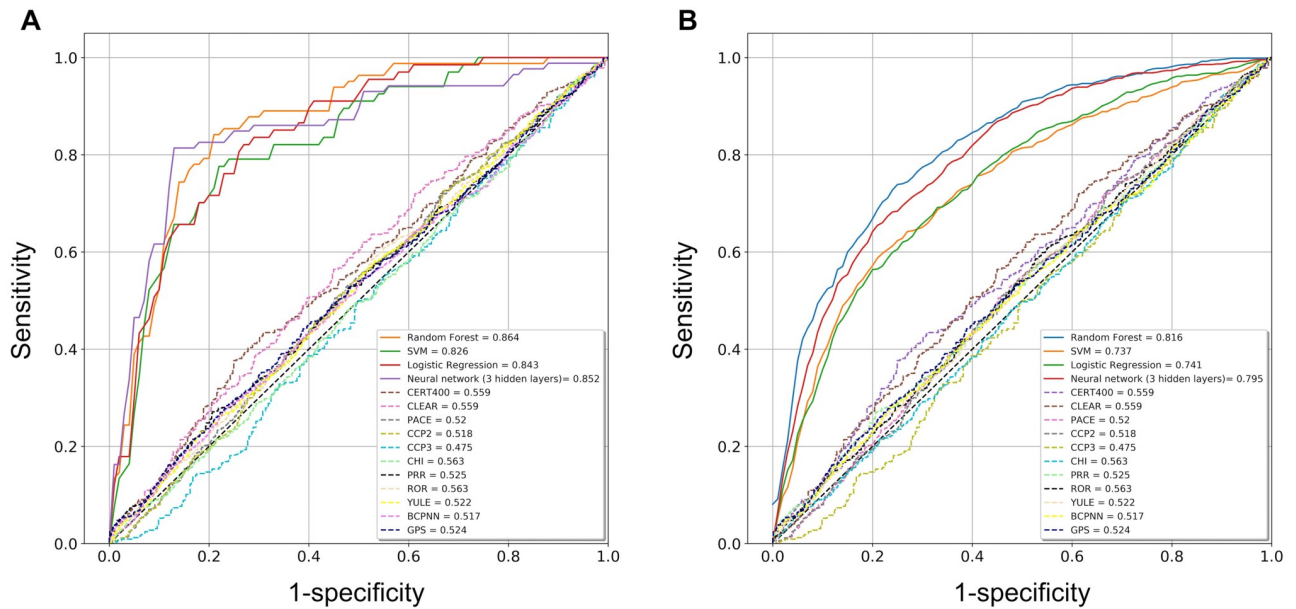 A
Sensitivity
1.0
0.8
0.6
0.4
0.2
0.0
Random Forest = 0.864
SVM = 0.826
Logistic Regression = 0.843
Neural network (3 hidden layers)= 0.852
CERT400 = 0.559
CLEAR = 0.559
PACE = 0.52
CCP2 = 0.518
CCP3 = 0.475
CHI = 0.563
PRR = 0.525
ROR = 0.563
YULE = 0.522
BCPNN = 0.517
GPS = 0.524
0.0 0.2 0.4 0.6 0.8 1.0
1-specificity
B
Sensitivity
1.0
0.8
0.6
0.4
0.2
0.0
Random Forest = 0.816
SVM = 0.737
Logistic Regression = 0.741
Neural network (3 hidden layers)= 0.795
CERT400 = 0.559
CLEAR = 0.559
PACE = 0.52
CCP2 = 0.518
CCP3 = 0.475
CHI = 0.563
PRR = 0.525
ROR = 0.563
YULE = 0.522
BCPNN = 0.517
GPS = 0.524
0.0 0.2 0.4 0.6 0.8 1.0
1-specificity